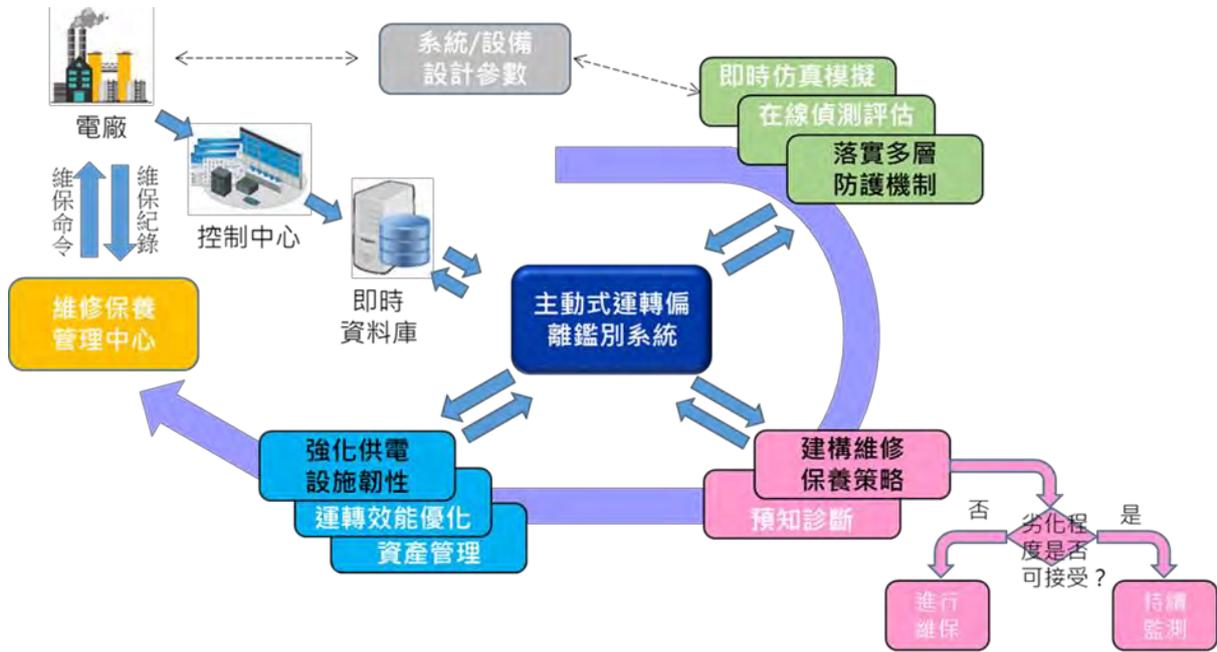 系統/設備
設計參數
電廠
即時仿真模擬
在線偵測評估
落實多層
防護機制
維保命令
維保紀錄
控制中心
即時
資料庫
維修保養
管理中心
主動式運轉偏
離鑑別系統
強化供電
設施韌性
運轉效能優化
資產管理
建構維修
保養策略
預知診斷
否
是
劣化程
度是否
可接受？
進行
維保
持續
監測